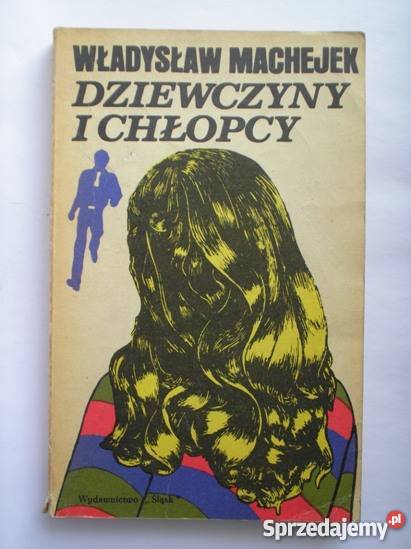 WŁADYSŁAW MACHEJEK
DZIEWCZYNY
I CHŁOPCY
Wydawnictwo „Śląsk"
Sprzedajemy.pl